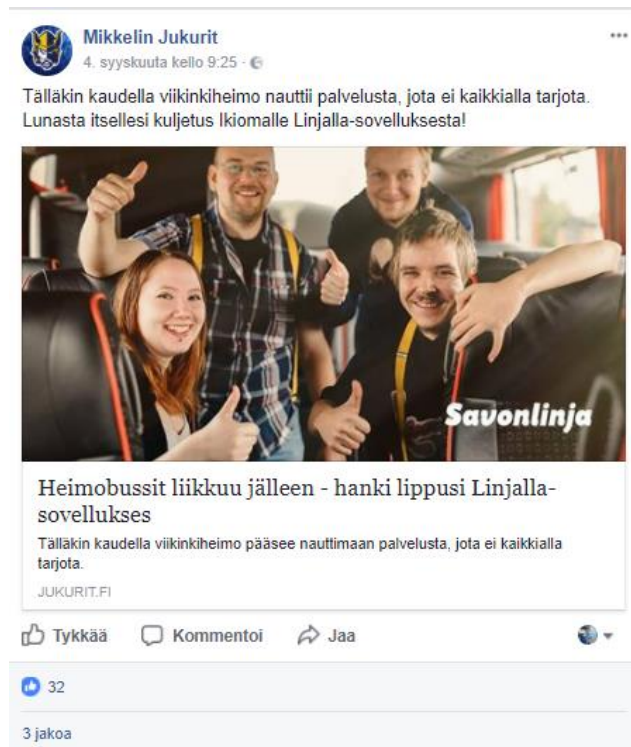 Mikkelin Jukurit
4. syyskuuta kello 9:25 ·
Tälläkin kaudella viikinkiheimo nauttii palvelusta, jota ei kaikkialla tarjota.
Lunasta itsellesi kuljetus Ikiomalle Linjalla-sovelluksesta!
Savonlinja
Heimobussit liikkuu jälleen - hanki lippusi Linjalla-
sovellukses
Tälläkin kaudella viikinkiheimo pääsee nauttimaan palvelusta, jota ei kaikkialla
tarjota.
JUKURIT.FI
Tykkää Kommentoi Jaa
32
3 jakoa